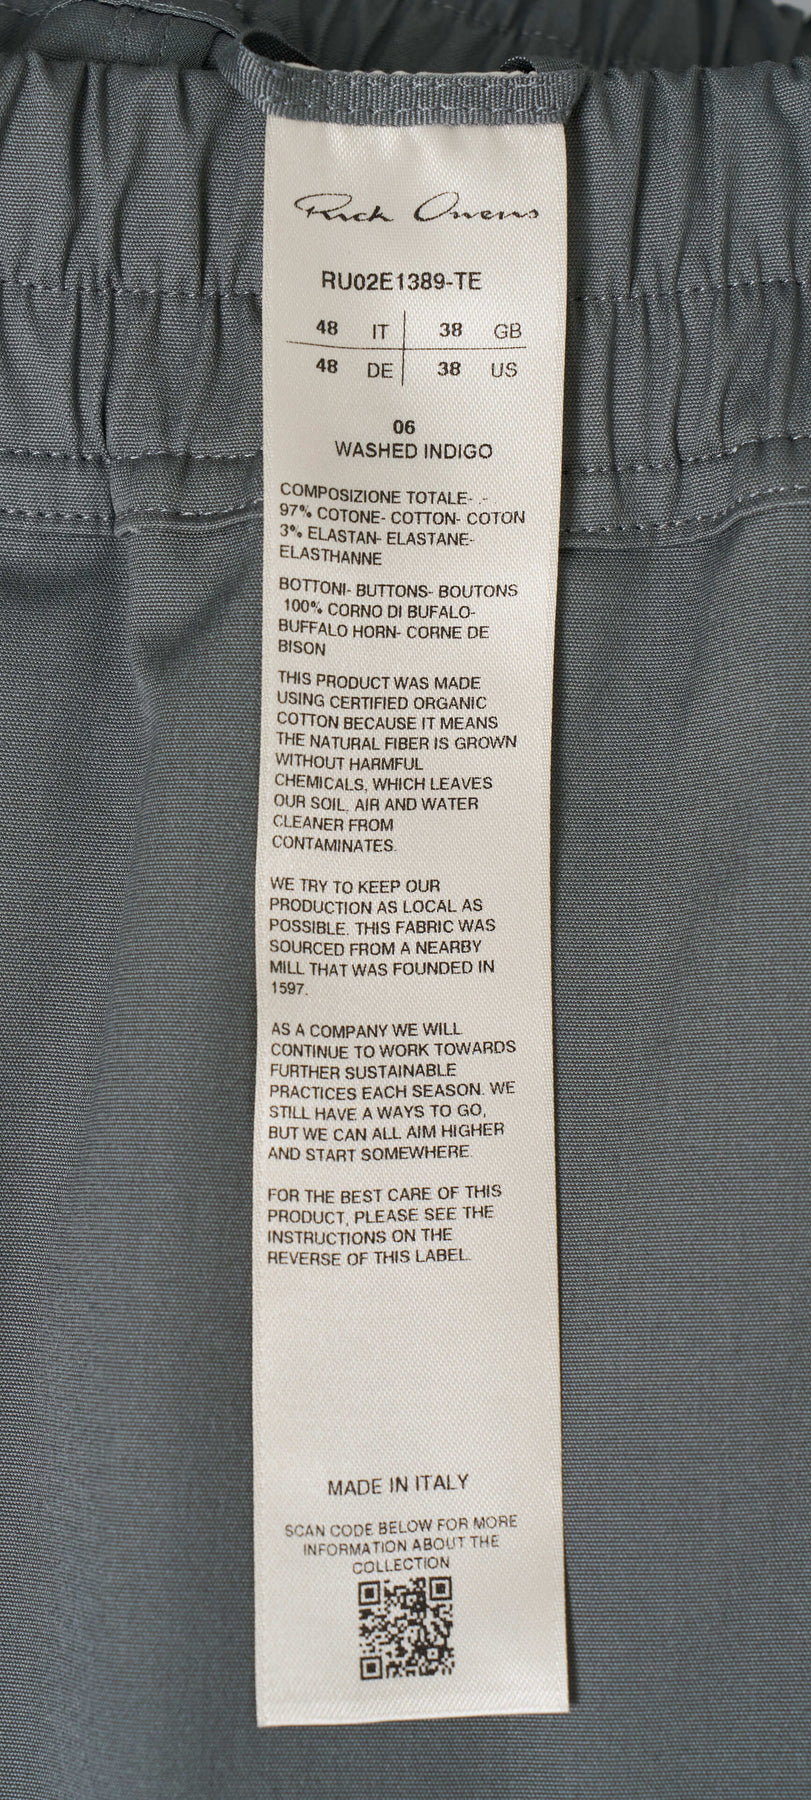 Rick Owens
RU02E1389-TE
48 IT 38 GB
48 DE 38 US
06
WASHED INDIGO
COMPOSIZIONE TOTALE- .-
97% COTONE- COTTON- COTON
3% ELASTAN- ELASTANE-
ELASTHANNE
BOTTONI- BUTTONS- BOUTONS
100% CORNO DI BUFALO-
BUFFALO HORN- CORNE DE
BISON
THIS PRODUCT WAS MADE
USING CERTIFIED ORGANIC
COTTON BECAUSE IT MEANS
THE NATURAL FIBER IS GROWN
WITHOUT HARMFUL
CHEMICALS, WHICH LEAVES
OUR SOIL, AIR AND WATER
CLEANER FROM
CONTAMINATES.
WE TRY TO KEEP OUR
PRODUCTION AS LOCAL AS
POSSIBLE. THIS FABRIC WAS
SOURCED FROM A NEARBY
MILL THAT WAS FOUNDED IN
1597.
AS A COMPANY WE WILL
CONTINUE TO WORK TOWARDS
FURTHER SUSTAINABLE
PRACTICES EACH SEASON. WE
STILL HAVE A WAYS TO GO,
BUT WE CAN ALL AIM HIGHER
AND START SOMEWHERE.
FOR THE BEST CARE OF THIS
PRODUCT, PLEASE SEE THE
INSTRUCTIONS ON THE
REVERSE OF THIS LABEL.
MADE IN ITALY
SCAN CODE BELOW FOR MORE
INFORMATION ABOUT THE
COLLECTION